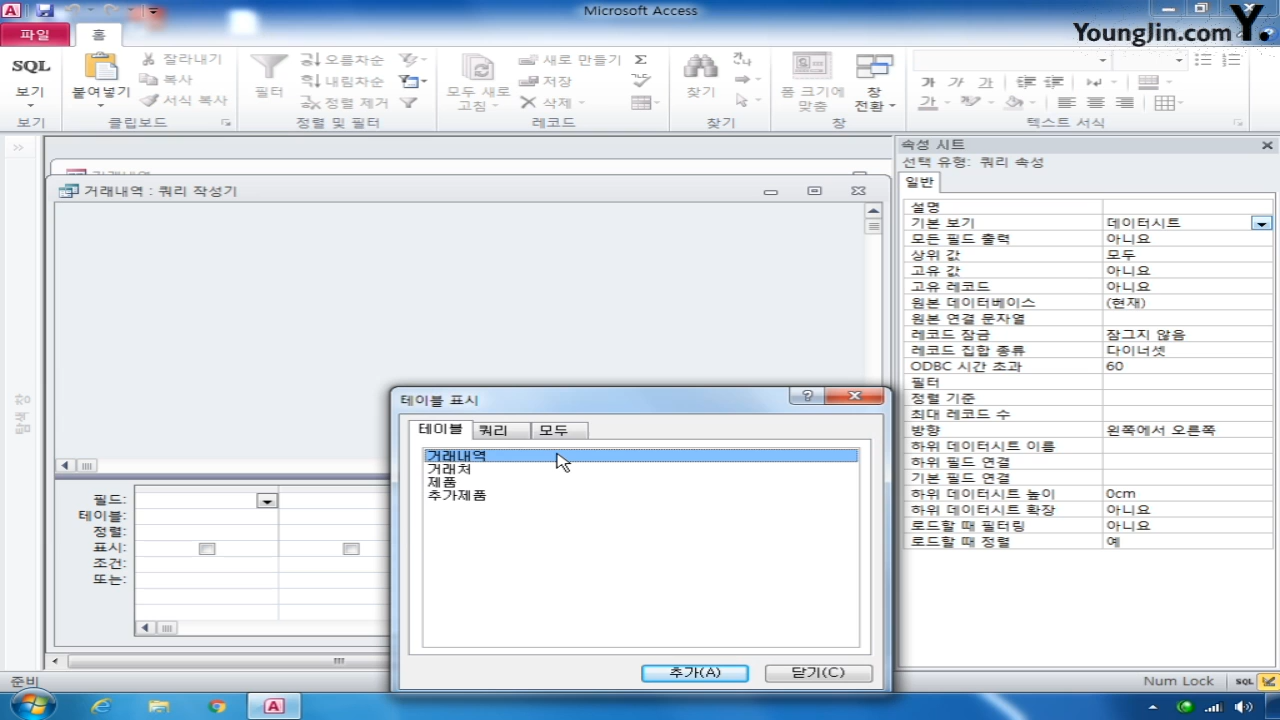 Microsoft Access
YoungJin.com Y.
파일 홈
SQL
보기
보기
붙여넣기
잘라내기
복사
서식 복사
클립보드
필터
오름차순
내림차순
정렬 제거
정렬 및 필터
모두 새로
고침
새로 만들기
저장
삭제
레코드
찾기
찾기
폼 크기에
맞춤
창
전환
창
가 가 가
가
텍스트 서식
탐색 창
거래내역
거래내역 : 쿼리 작성기
필드:
테이블:
정렬:
표시:
조건:
또는:
테이블 표시
테이블 쿼리 모두
거래내역
거래처
제품
추가제품
추가(A) 닫기(C)
속성 시트
선택 유형: 쿼리 속성
일반
설명
기본 보기 데이터시트
모든 필드 출력 아니요
상위 값 모두
고유 값 아니요
고유 레코드 아니요
원본 데이터베이스 (현재)
원본 연결 문자열
레코드 잠금 잠그지 않음
레코드 집합 종류 다이너셋
ODBC 시간 초과 60
필터
정렬 기준
최대 레코드 수
방향 왼쪽에서 오른쪽
하위 데이터시트 이름
하위 필드 연결
기본 필드 연결
하위 데이터시트 높이 0cm
하위 데이터시트 확장 아니요
로드할 때 필터링 아니요
로드할 때 정렬 예
준비
Num Lock SQL